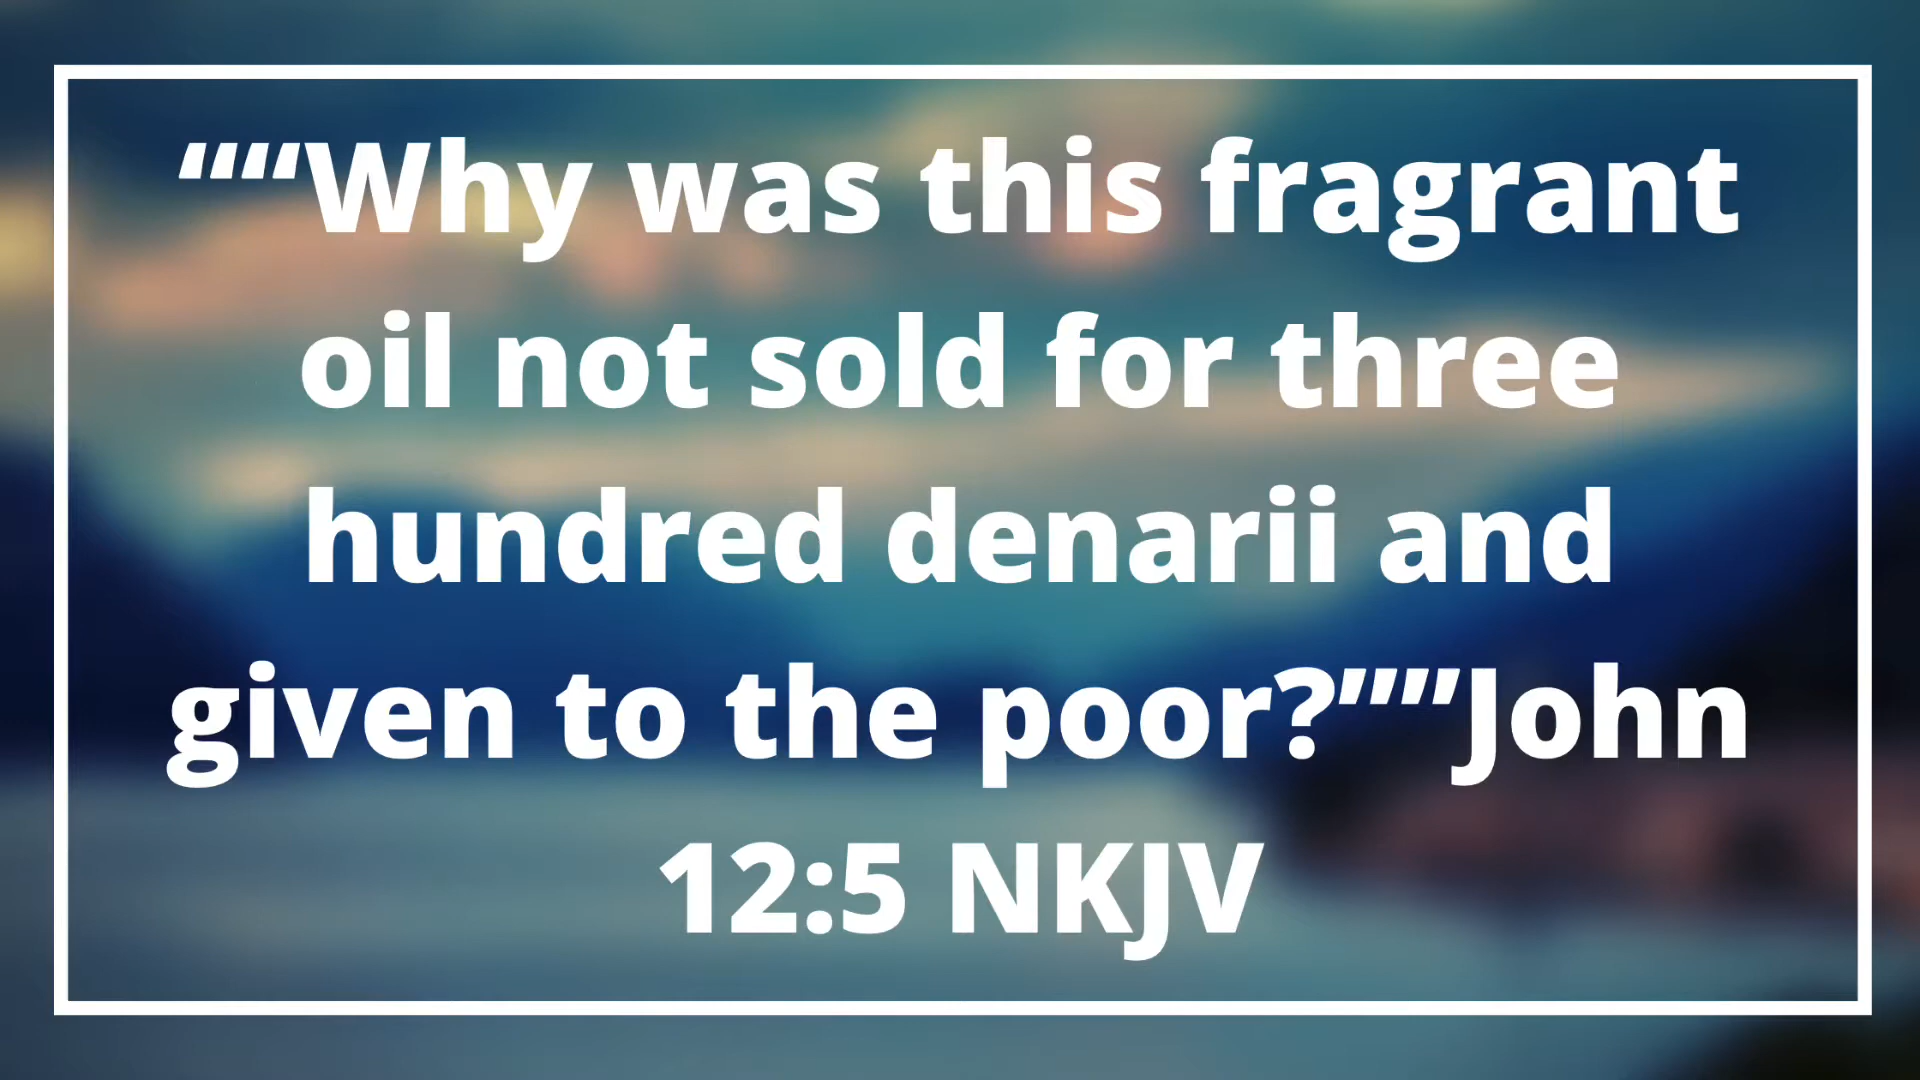 ““Why was this fragrant
oil not sold for three
hundred denarii and
given to the poor?””John
12:5 NKJV